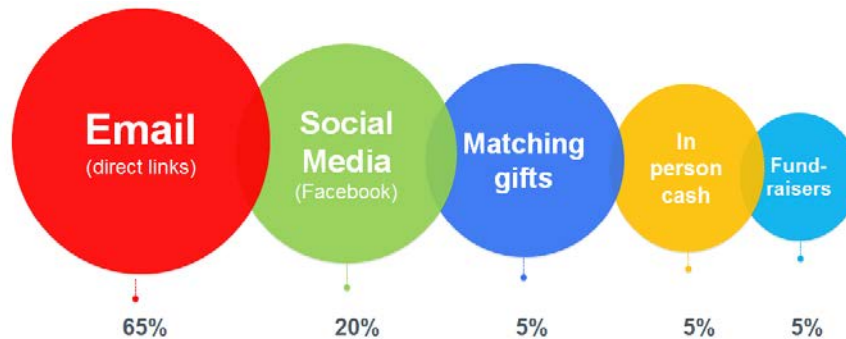 Email
(direct links)
Social
Media
(Facebook)
Matching
gifts
In
person
cash
Fund-
raisers
65%
20%
5%
5%
5%